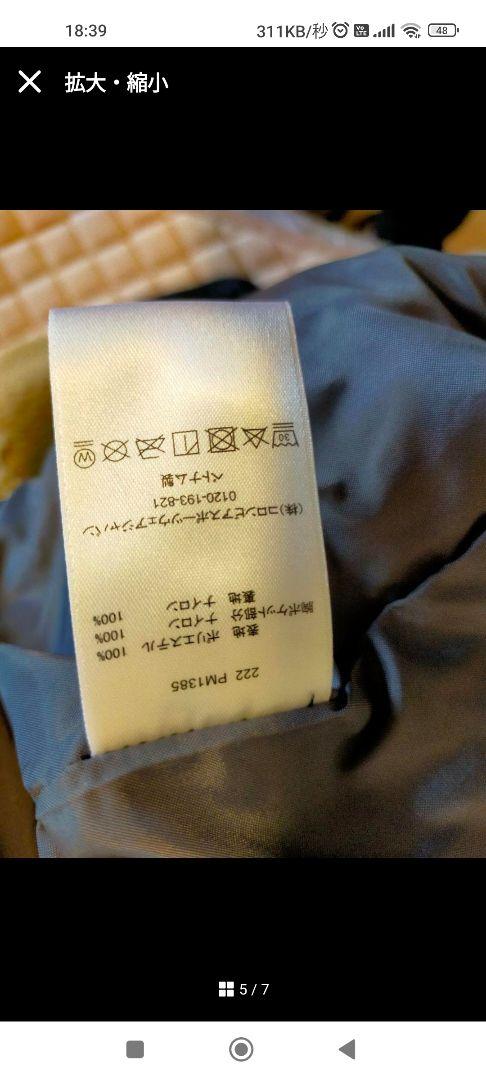 18:39 311KB/秒 Vo LTE 48
拡大・縮小
222 PM1385
表地 ポリエステル 100%
胸ポケット部分 ナイロン 100%
裏地 ナイロン 100%
(株)コロンビアスポーツウェアジャパン
0120-193-821
ベトナム製
30 W
5 / 7